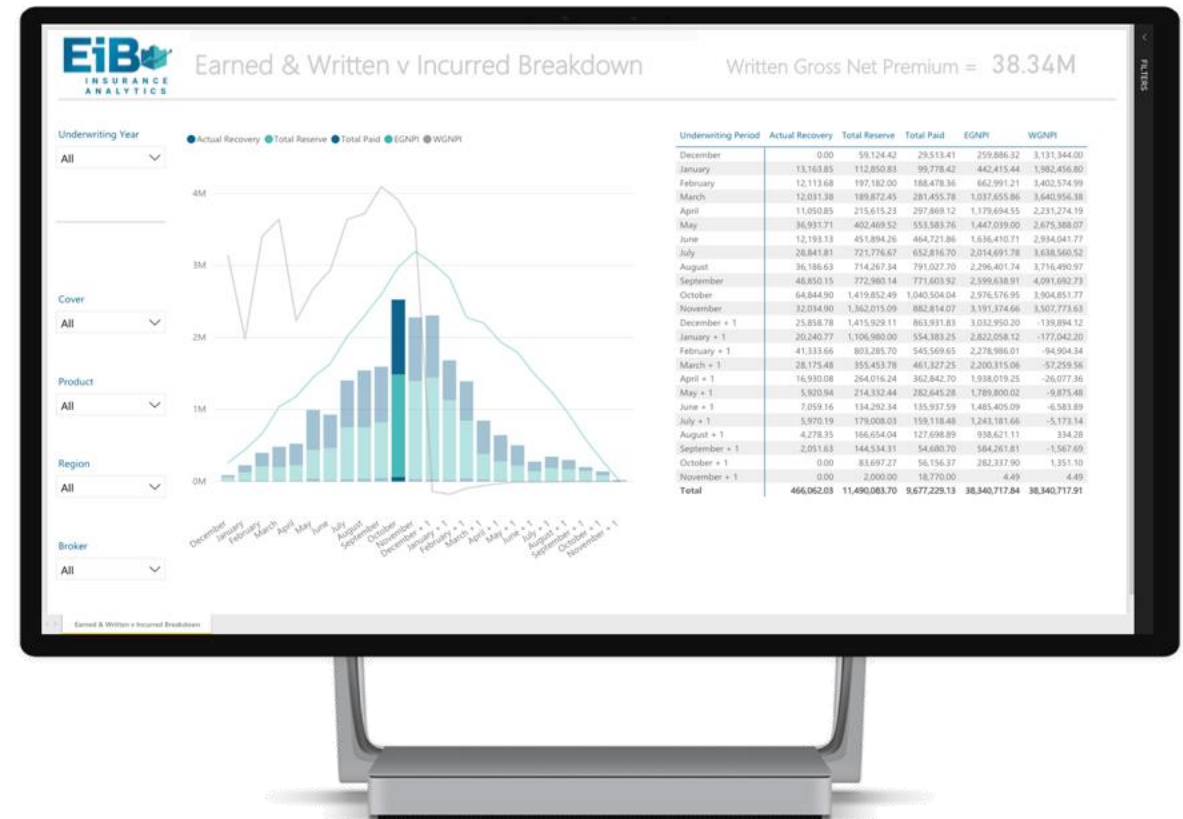 EiB
INSURANCE
ANALYTICS
Earned & Written v Incurred Breakdown
Written Gross Net Premium = 38.34M
FILTERS
Underwriting Year
All
Cover
All
Product
All
Region
All
Broker
All
Actual Recovery Total Reserve Total Paid EGNPI WGNPI
4M
3M
2M
1M
0M
December January February March April May June July August September October November December + 1 January + 1 February + 1 March + 1 April + 1 May + 1 June + 1 July + 1 August + 1 September + 1 October + 1 November + 1
Underwriting Period Actual Recovery Total Reserve Total Paid EGNPI WGNPI
December 0.00 59,124.42 29,513.41 259,886.32 3,131,344.00
January 13,163.85 112,850.83 99,778.42 442,415.44 1,982,456.80
February 12,113.68 197,182.00 188,478.36 662,991.21 3,402,574.99
March 12,031.38 189,872.45 281,455.78 1,037,655.86 3,640,956.38
April 11,050.85 215,615.23 297,869.12 1,179,694.55 2,231,274.19
May 36,931.71 402,469.52 553,583.76 1,447,039.00 2,675,388.07
June 12,193.13 451,894.26 464,721.86 1,636,410.71 2,934,041.77
July 28,841.81 721,776.67 652,816.70 2,014,691.78 3,638,560.52
August 36,186.63 714,267.34 791,027.70 2,296,401.74 3,716,490.97
September 48,850.15 772,980.14 771,603.92 2,599,638.91 4,091,692.73
October 64,844.90 1,419,852.49 1,040,504.04 2,976,576.95 3,904,851.77
November 32,034.90 1,362,015.09 882,814.07 3,191,374.66 3,507,773.63
December + 1 25,858.78 1,415,929.11 863,931.83 3,032,950.20 -139,894.12
January + 1 20,240.77 1,106,980.00 554,383.25 2,822,058.12 -177,042.20
February + 1 41,333.66 803,285.70 545,569.65 2,278,986.01 -94,904.34
March + 1 28,175.48 355,453.78 461,327.25 2,200,315.06 -57,259.56
April + 1 16,930.08 264,016.24 362,842.70 1,938,019.25 -26,077.36
May + 1 5,920.94 214,332.44 282,645.28 1,789,800.02 -9,875.48
June + 1 7,059.16 134,292.34 135,937.59 1,485,405.09 -6,583.89
July + 1 5,970.19 179,008.03 159,118.48 1,243,181.66 -5,173.14
August + 1 4,278.35 166,654.04 127,698.89 938,621.11 334.28
September + 1 2,051.63 144,534.31 54,680.70 584,261.81 -1,567.69
October + 1 0.00 83,697.27 56,156.37 282,337.90 1,351.10
November + 1 0.00 2,000.00 18,770.00 4.49 4.49
Total 466,062.03 11,490,083.70 9,677,229.13 38,340,717.84 38,340,717.91
Earned & Written v Incurred Breakdown